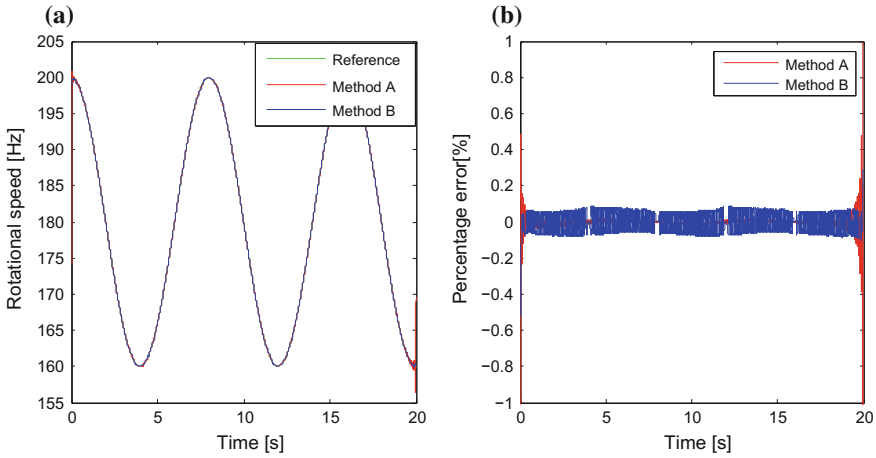 (a)
205
200
195
190
185
180
175
170
165
160
155
Rotational speed [Hz]
0
5
10
15
20
Time [s]
Reference
Method A
Method B
(b)
1
0.8
0.6
0.4
0.2
0
−0.2
−0.4
−0.6
−0.8
−1
Percentage error[%]
0
5
10
15
20
Time [s]
Method A
Method B